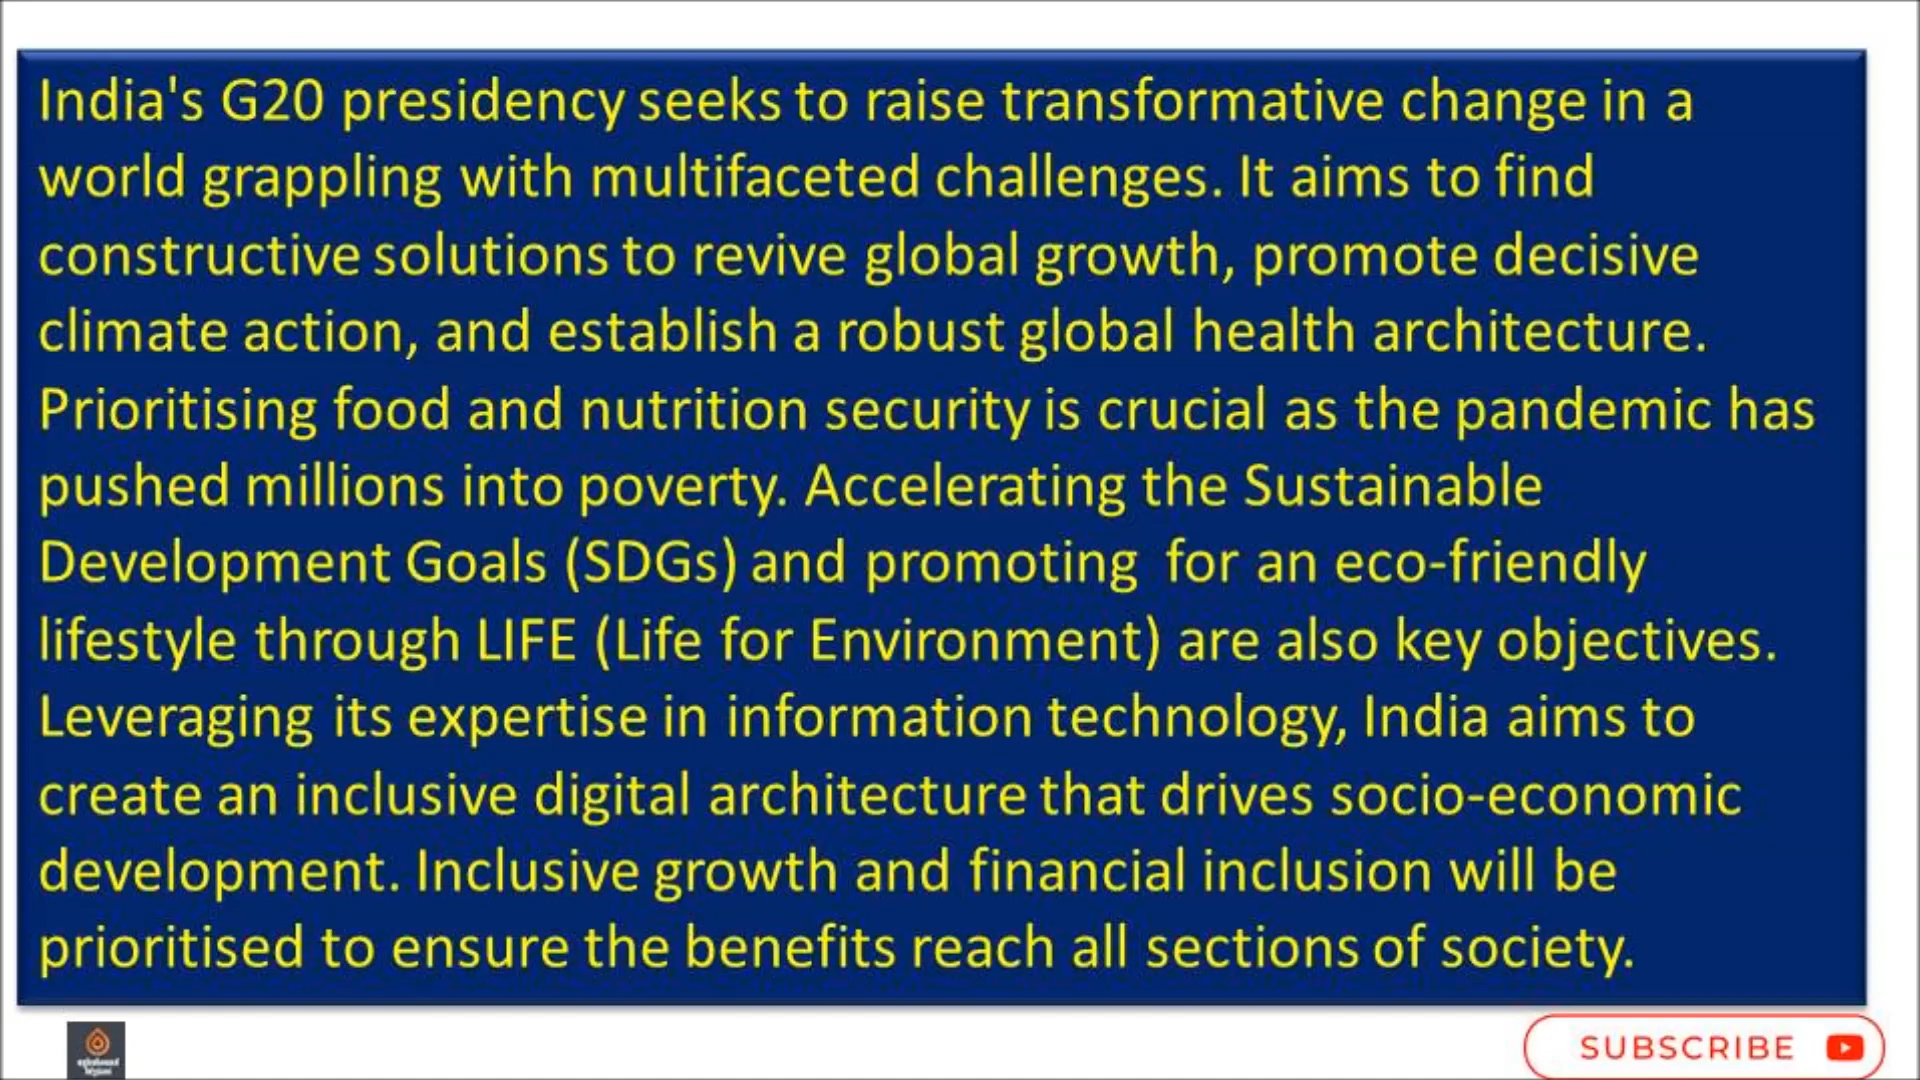 India's G20 presidency seeks to raise transformative change in a
world grappling with multifaceted challenges. It aims to find
constructive solutions to revive global growth, promote decisive
climate action, and establish a robust global health architecture.
Prioritising food and nutrition security is crucial as the pandemic has
pushed millions into poverty. Accelerating the Sustainable
Development Goals (SDGs) and promoting for an eco-friendly
lifestyle through LIFE (Life for Environment) are also key objectives.
Leveraging its expertise in information technology, India aims to
create an inclusive digital architecture that drives socio-economic
development. Inclusive growth and financial inclusion will be
prioritised to ensure the benefits reach all sections of society.
SUBSCRIBE